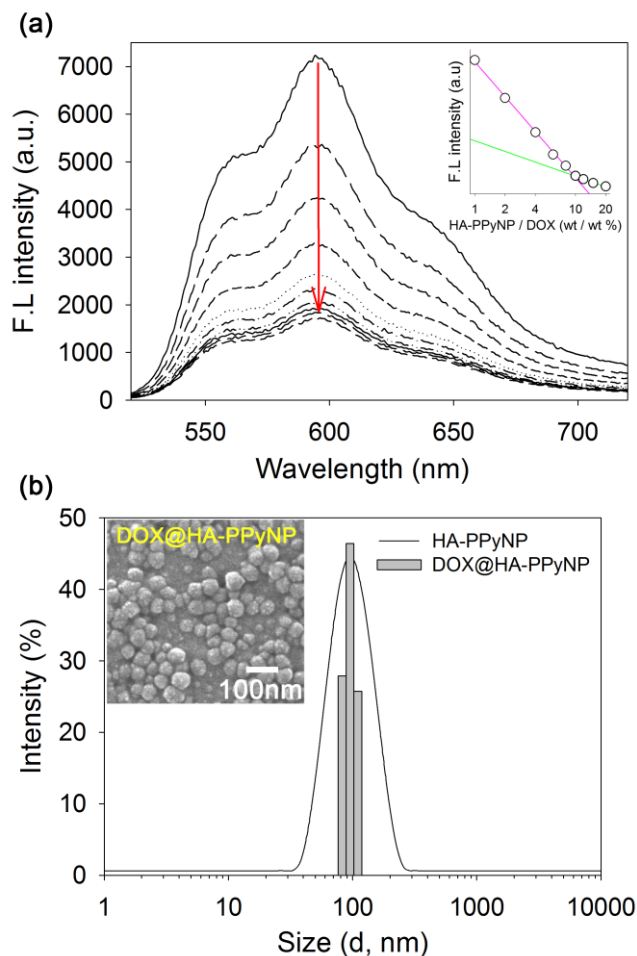 (a)
7000
6000
5000
4000
3000
2000
1000
0
F.L intensity (a.u.)
550 600 650 700
Wavelength (nm)
F.L intensity (a.u)
1 2 4 10 20
HA-PPyNP / DOX (wt / wt %)
(b)
50
40
30
20
10
0
Intensity (%)
DOX@HA-PPyNP
100nm
HA-PPyNP
DOX@HA-PPyNP
1 10 100 1000 10000
Size (d, nm)